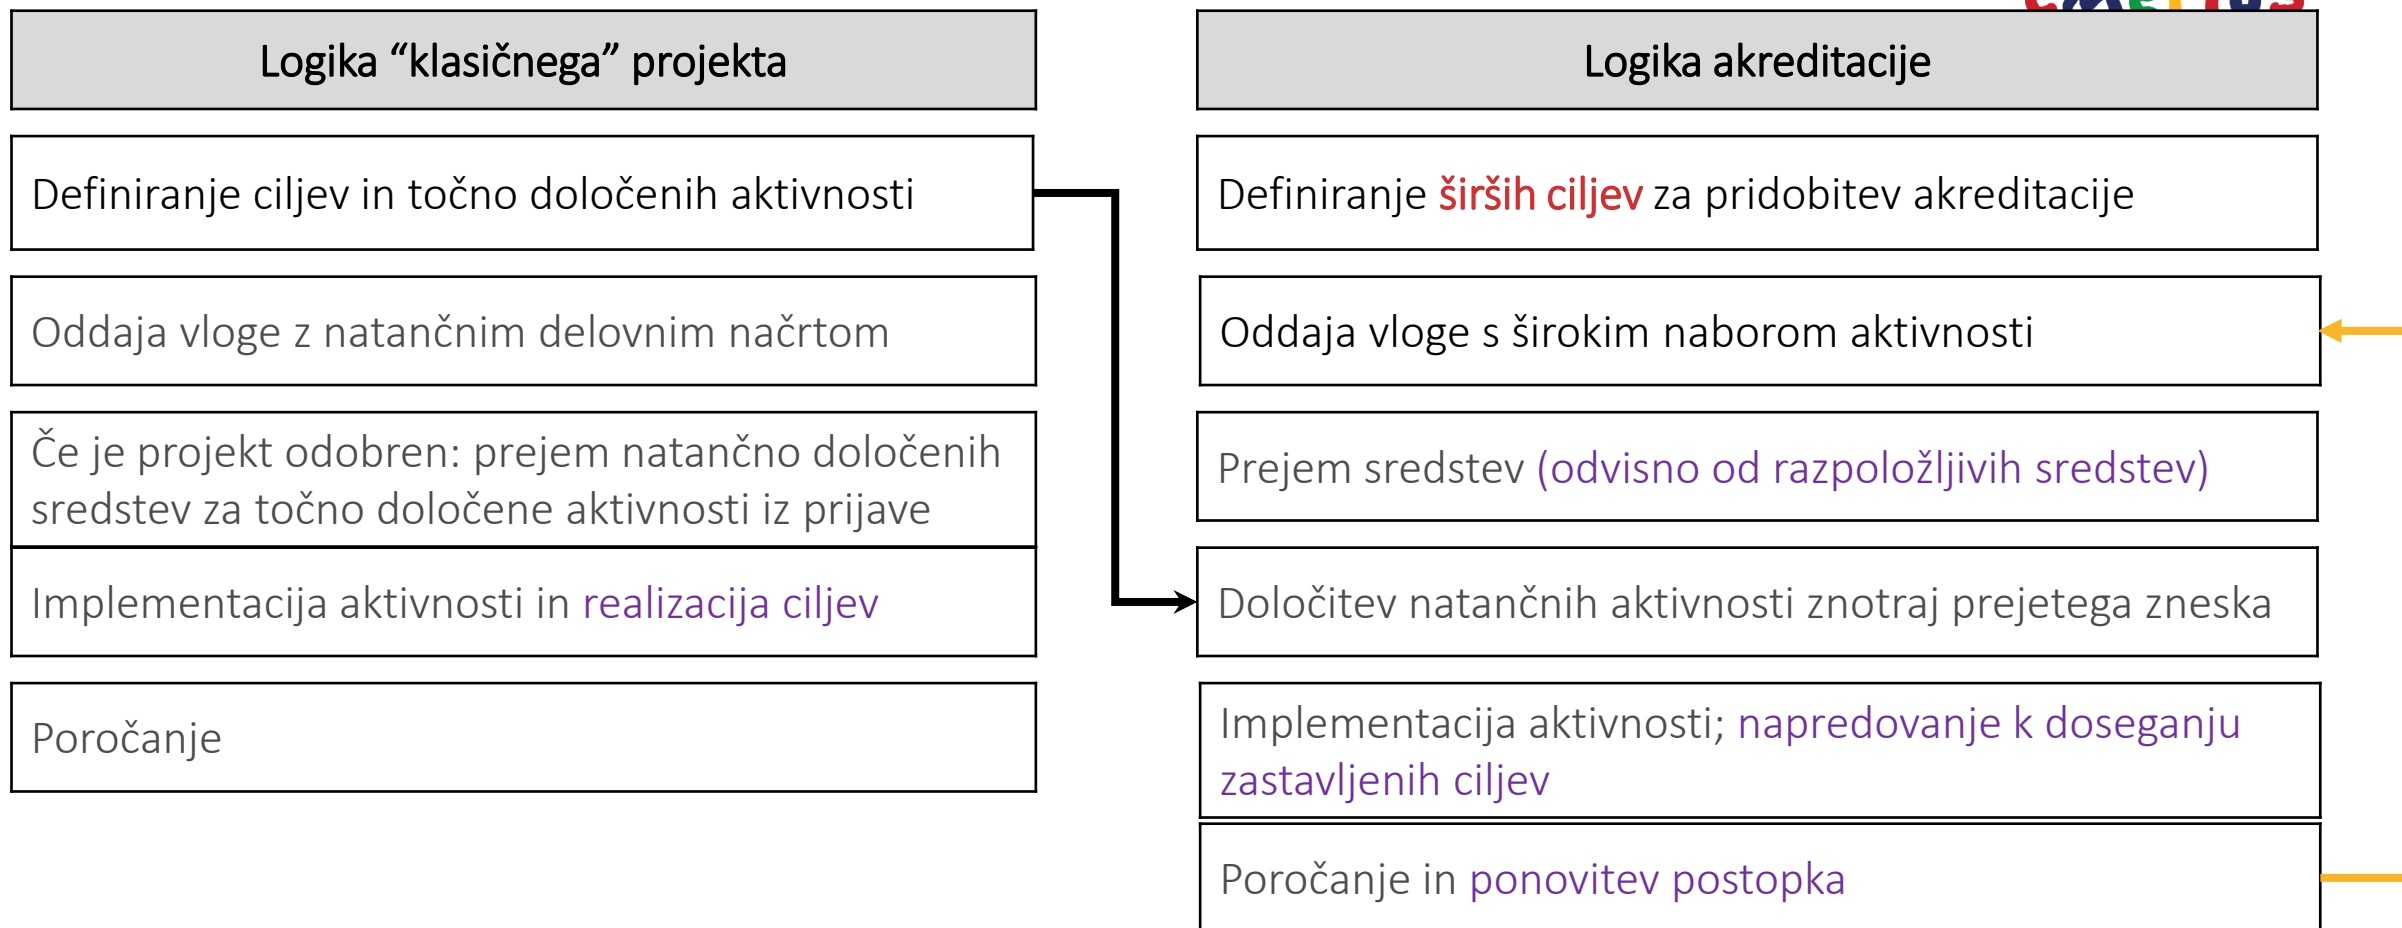 Logika “klasičnega” projekta
Definiranje ciljev in točno določenih aktivnosti
Oddaja vloge z natančnim delovnim načrtom
Če je projekt odobren: prejem natančno določenih
sredstev za točno določene aktivnosti iz prijave
Implementacija aktivnosti in realizacija ciljev
Poročanje
Logika akreditacije
Definiranje širših ciljev za pridobitev akreditacije
Oddaja vloge s širokim naborom aktivnosti
Prejem sredstev (odvisno od razpoložljivih sredstev)
Določitev natančnih aktivnosti znotraj prejetega zneska
Implementacija aktivnosti; napredovanje k doseganju
zastavljenih ciljev
Poročanje in ponovitev postopka